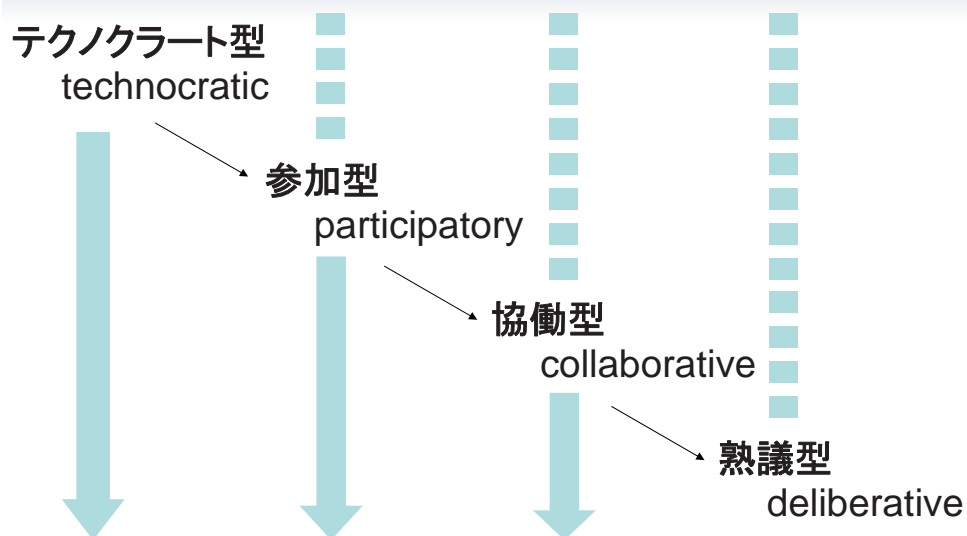 テクノクラート型
technocratic
参加型
participatory
協働型
collaborative
熟議型
deliberative